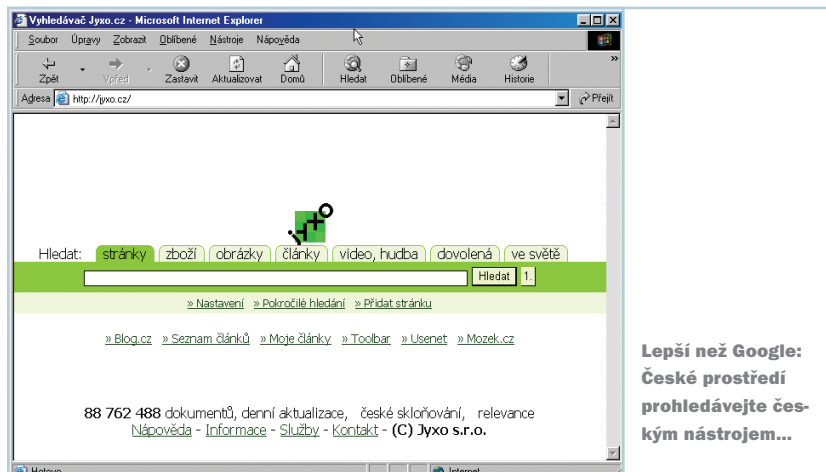 Vyhledávač Jyxo.cz - Microsoft Internet Explorer
Soubor Úpravy Zobrazit Oblíbené Nástroje Nápověda
Zpět Vpřed Zastavit Aktualizovat Domů Hledat Oblíbené Média Historie »
Adresa http://jyxo.cz/ Přejít
jyxo
Hledat: stránky zboží obrázky články video, hudba dovolená ve světě
Hledat 1.
» Nastavení » Pokročilé hledání » Přidat stránku
» Blog.cz » Seznam článků » Moje články » Toolbar » Usenet » Mozek.cz
88 762 488 dokumentů, denní aktualizace, české skloňování, relevance
Nápověda - Informace - Služby - Kontakt - (C) Jyxo s.r.o.
Hotovo Internet
Lepší než Google:
České prostředí
prohledávejte čes-
kým nástrojem...